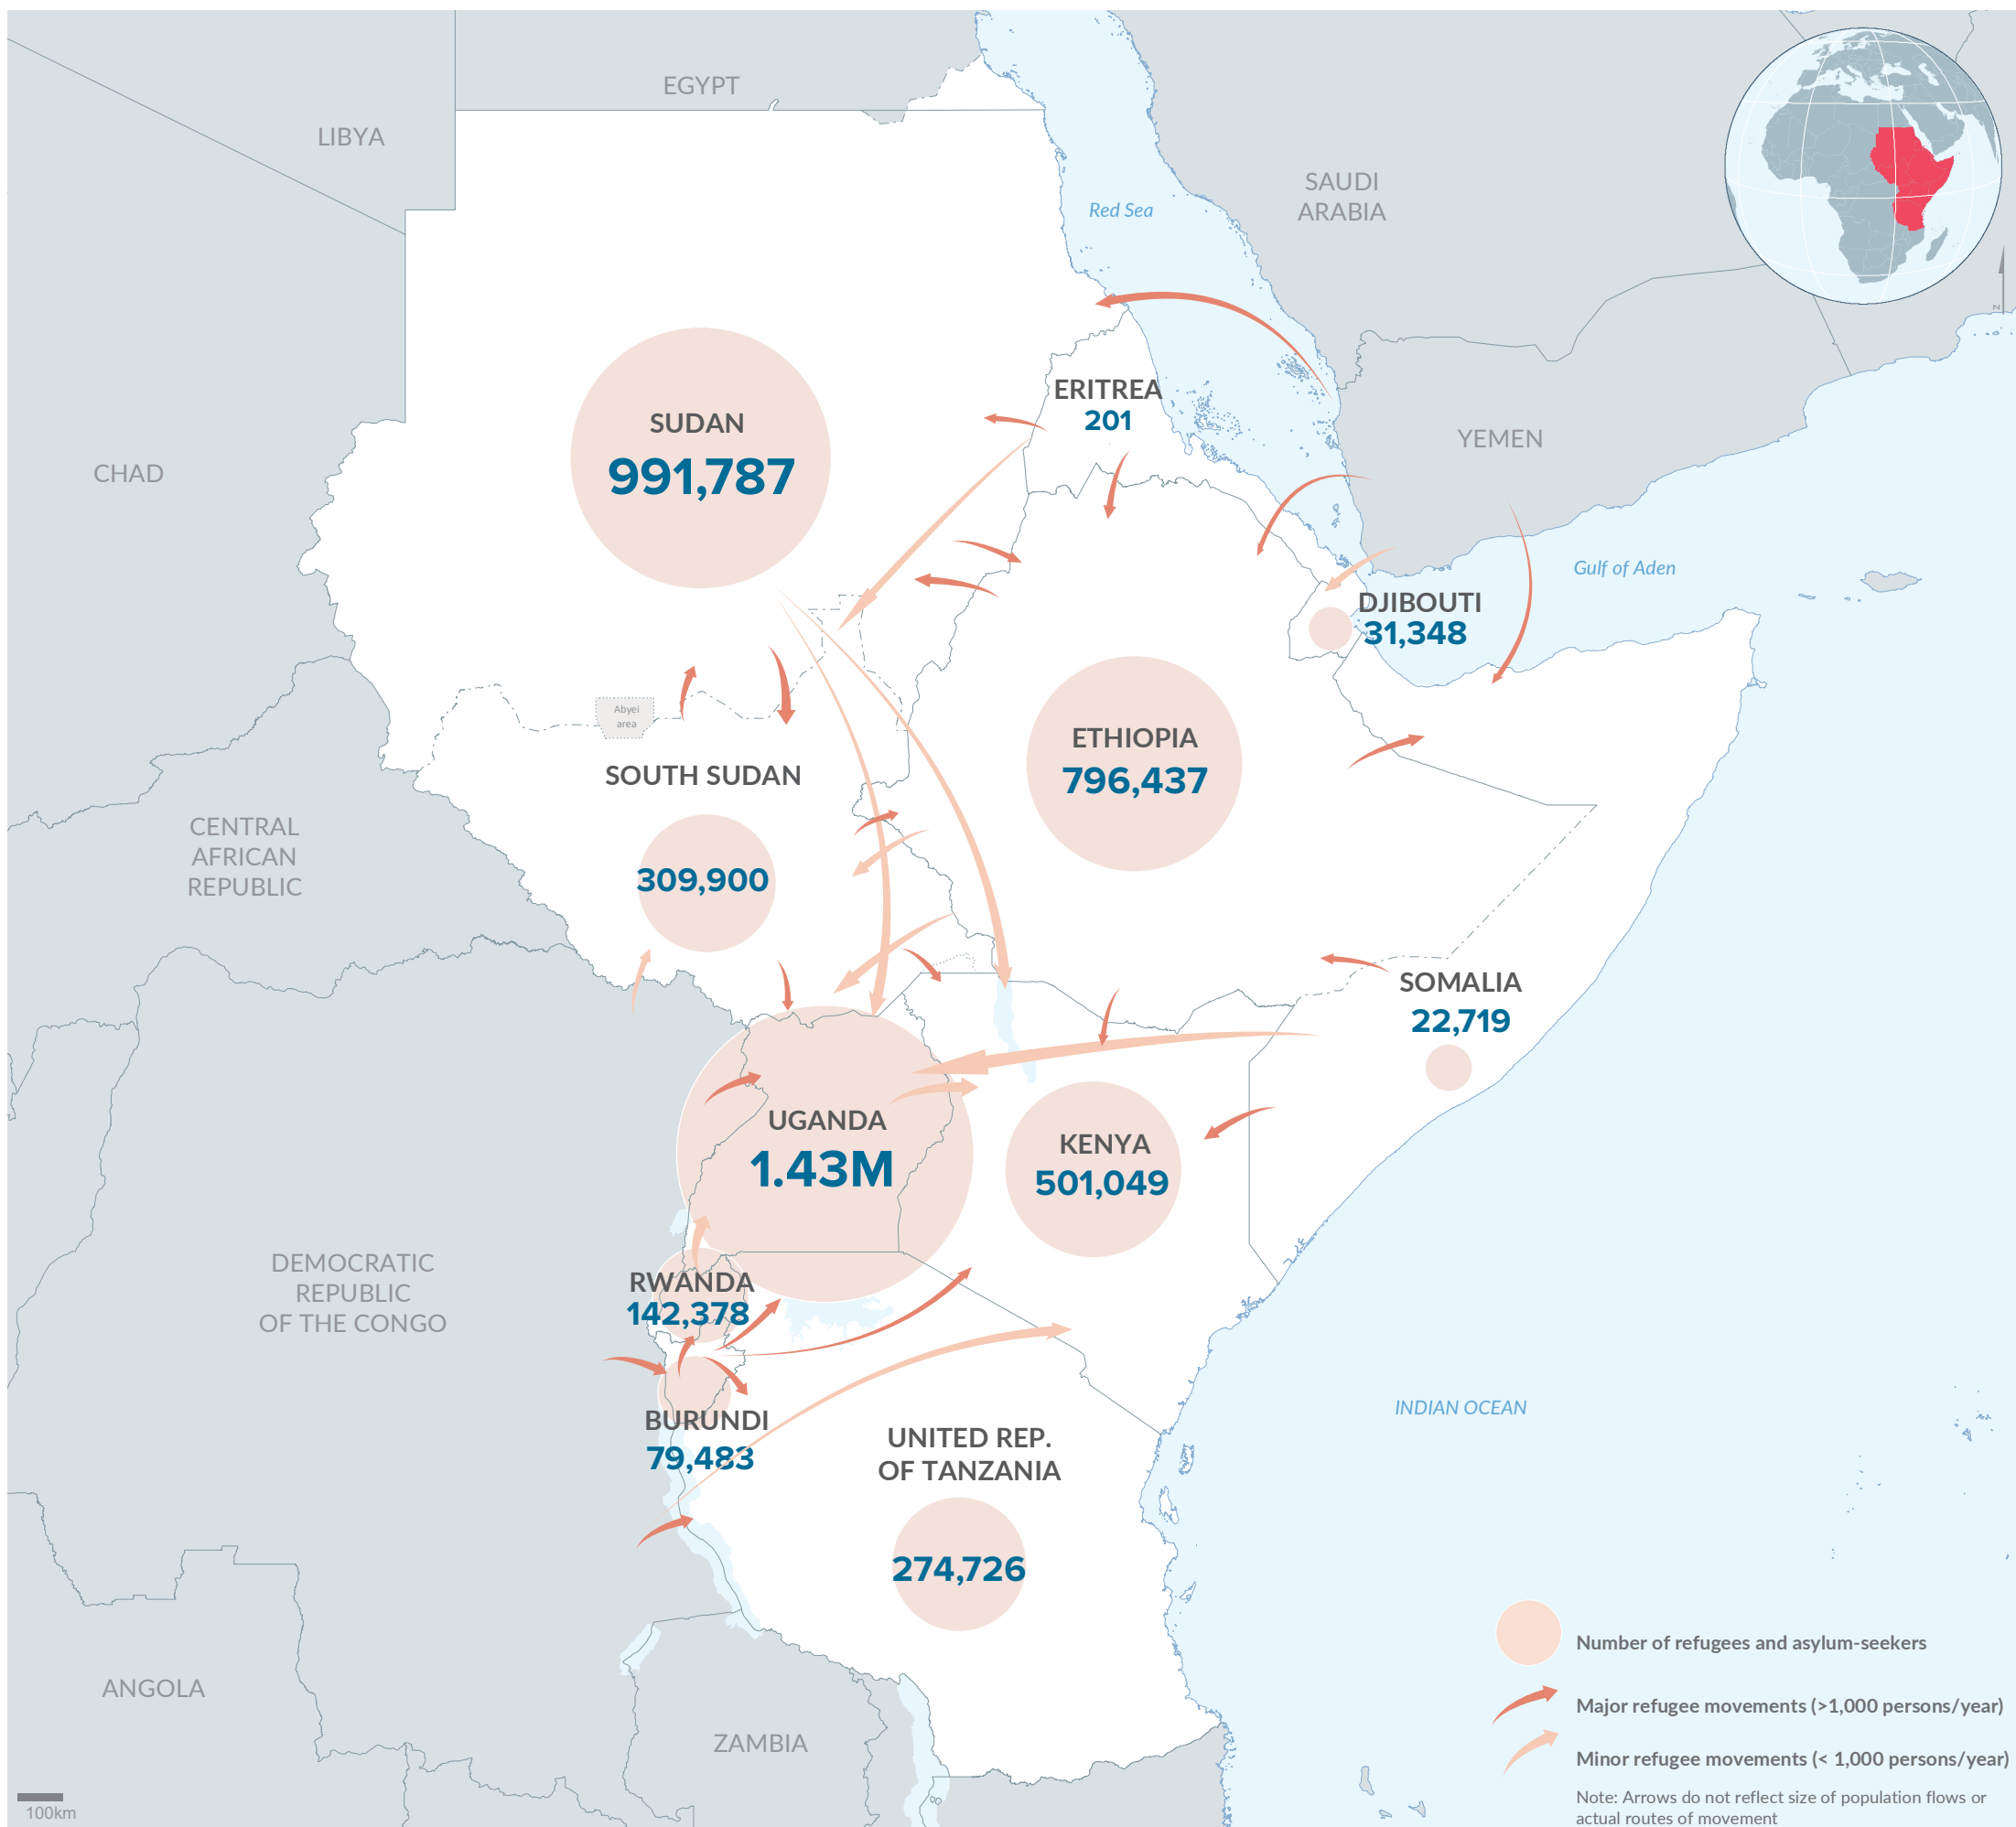 EGYPT
LIBYA
SAUDI
ARABIA
Red Sea
N
ERITREA
201
SUDAN
991,787
YEMEN
CHAD
Gulf of Aden
DJIBOUTI
31,348
Abyei
area
ETHIOPIA
796,437
SOUTH SUDAN
309,900
CENTRAL
AFRICAN
REPUBLIC
SOMALIA
22,719
UGANDA
1.43M
KENYA
501,049
DEMOCRATIC
REPUBLIC
OF THE CONGO
RWANDA
142,378
BURUNDI
79,483
INDIAN OCEAN
UNITED REP.
OF TANZANIA
274,726
ANGOLA
ZAMBIA
Number of refugees and asylum-seekers
Major refugee movements (>1,000 persons/year)
Minor refugee movements (< 1,000 persons/year)
Note: Arrows do not reflect size of population flows or
actual routes of movement
100km